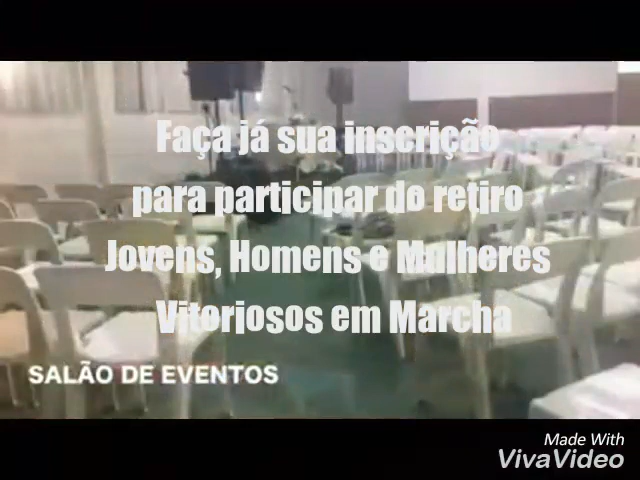 Faça já sua inscrição
para participar do retiro
Jovens, Homens e Mulheres
Vitoriosos em Marcha
SALÃO DE EVENTOS
Made With
VivaVideo